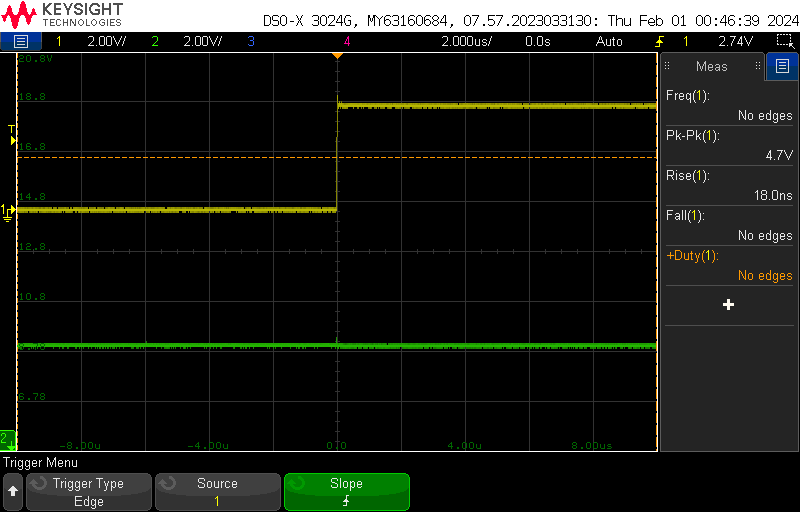 KEYSIGHT
TECHNOLOGIES
DSO-X 3024G, MY63160684, 07.57.2023033130: Thu Feb 01 00:46:39 2024
1 2.00V/ 2 2.00V/ 3 4 2.000us/ 0.0s Auto 1 2.74V
20.8V
18.8
16.8
14.8
12.8
10.8
6.78
T
1
2
-8.00us -4.00us 0.0 4.00us 8.00us
Meas
Freq(1):
No edges
Pk-Pk(1):
4.7V
Rise(1):
18.0ns
Fall(1):
No edges
+Duty(1):
No edges
Trigger Menu
Trigger Type
Edge
Source
1
Slope